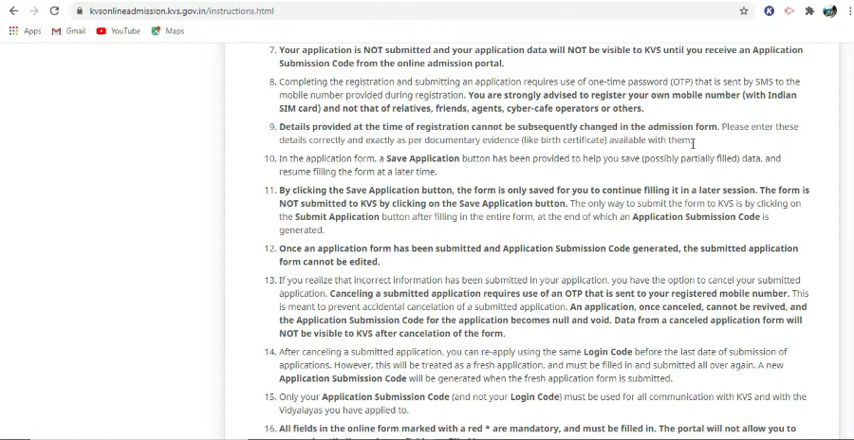 kvsonlineadmission.kvs.gov.in/instructions.html
Apps Gmail YouTube Maps
7. Your application is NOT submitted and your application data will NOT be visible to KVS until you receive an Application
Submission Code from the online admission portal.
8. Completing the registration and submitting an application requires use of one-time password (OTP) that is sent by SMS to the
mobile number provided during registration. You are strongly advised to register your own mobile number (with Indian
SIM card) and not that of relatives, friends, agents, cyber-cafe operators or others.
9. Details provided at the time of registration cannot be subsequently changed in the admission form. Please enter these
details correctly and exactly as per documentary evidence (like birth certificate) available with them.
10. In the application form, a Save Application button has been provided to help you save (possibly partially filled) data, and
resume filling the form at a later time.
11. By clicking the Save Application button, the form is only saved for you to continue filling it in a later session. The form is
NOT submitted to KVS by clicking on the Save Application button. The only way to submit the form to KVS is by clicking on
the Submit Application button after filling in the entire form, at the end of which an Application Submission Code is
generated.
12. Once an application form has been submitted and Application Submission Code generated, the submitted application
form cannot be edited.
13. If you realize that incorrect information has been submitted in your application, you have the option to cancel your submitted
application. Canceling a submitted application requires use of an OTP that is sent to your registered mobile number. This
is meant to prevent accidental cancelation of a submitted application. An application, once canceled, cannot be revived, and
the Application Submission Code for the application becomes null and void. Data from a canceled application form will
NOT be visible to KVS after cancelation of the form.
14. After canceling a submitted application, you can re-apply using the same Login Code before the last date of submission of
applications. However, this will be treated as a fresh application, and must be filled in and submitted all over again. A new
Application Submission Code will be generated when the fresh application form is submitted.
15. Only your Application Submission Code (and not your Login Code) must be used for all communication with KVS and with the
Vidyalayas you have applied to.
16. All fields in the online form marked with a red * are mandatory, and must be filled in. The portal will not allow you to